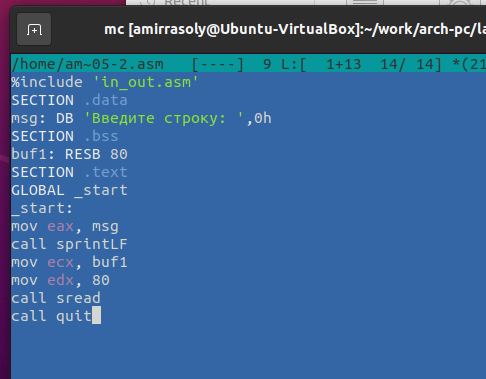 Recent
mc [amirrasoly@Ubuntu-VirtualBox]:~/work/arch-pc/la
/home/am~05-2.asm [----] 9 L:[ 1+13 14/ 14] *(21
%include 'in_out.asm'
SECTION .data
msg: DB 'Введите строку: ',0h
SECTION .bss
buf1: RESB 80
SECTION .text
GLOBAL _start
_start:
mov eax, msg
call sprintLF
mov ecx, buf1
mov edx, 80
call sread
call quit